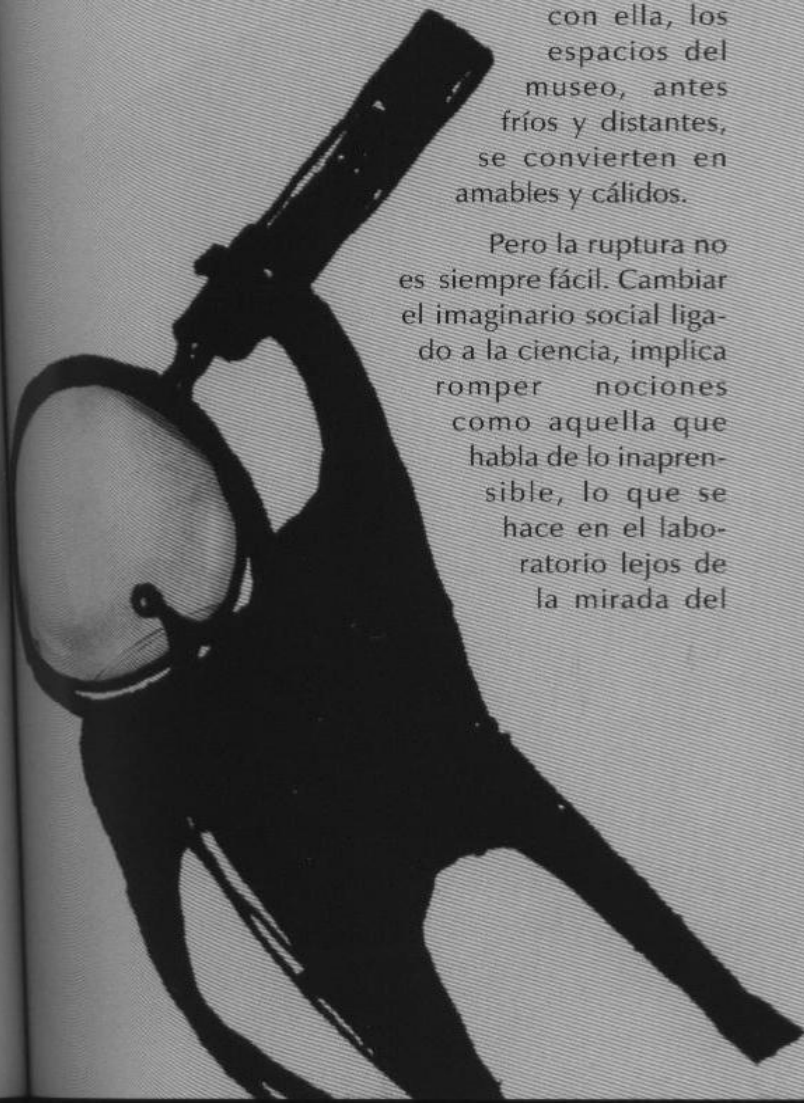 con ella, los
espacios del
museo, antes
fríos y distantes,
se convierten en
amables y cálidos.
Pero la ruptura no
es siempre fácil. Cambiar
el imaginario social liga-
do a la ciencia, implica
romper nociones
como aquella que
habla de lo inapren-
sible, lo que se
hace en el labo-
ratorio lejos de
la mirada del